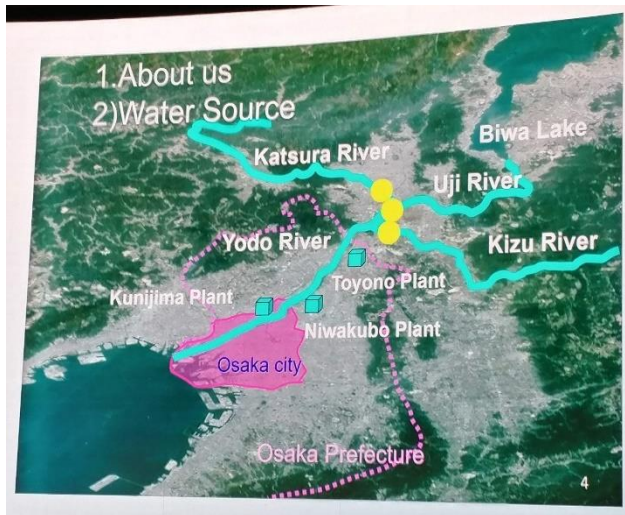 1.About us
2)Water Source
Biwa Lake
Katsura River
Uji River
Yodo River
Kizu River
Toyono Plant
Kunijima Plant
Niwakubo Plant
Osaka city
Osaka Prefecture
4